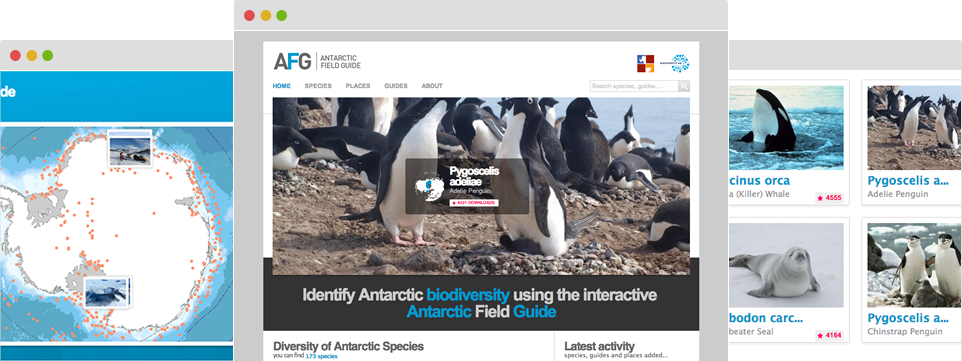 de
AFG
ANTARCTIC
FIELD GUIDE
BIODIVERSITY.AQ
HOME SPECIES PLACES GUIDES ABOUT
Search species, guides,...
Pygoscelis
adeliae
Adelie Penguin
★ 4331 DOWNLOADS
Identify Antarctic biodiversity using the interactive
Antarctic Field Guide
Diversity of Antarctic Species
you can find 173 species
Latest activity
species, guides and places added...
cinus orca
a (Killer) Whale
★ 4555
Pygoscelis a...
Adelie Penguin
bodon carc...
beater Seal
★ 4164
Pygoscelis a...
Chinstrap Penguin